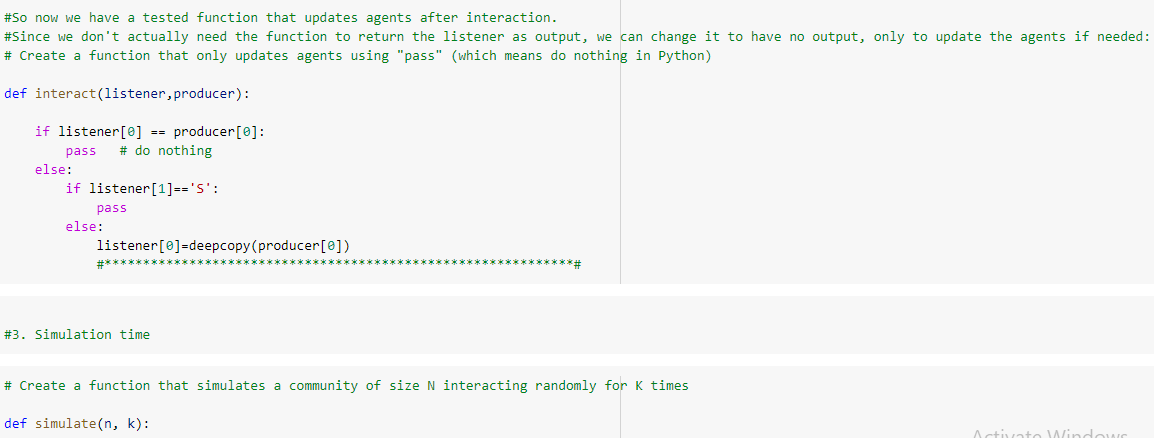 #So now we have a tested function that updates agents after interaction.
#Since we don't actually need the function to return the listener as output, we can change it to have no output, only to update the agents if needed:
# Create a function that only updates agents using "pass" (which means do nothing in Python)
def interact(listener,producer):
    if listener[0] == producer[0]:
        pass   # do nothing
    else:
        if listener[1]=='S':
            pass
        else:
            listener[0]=deepcopy(producer[0])
            #*************************************************************#
#3. Simulation time
# Create a function that simulates a community of size N interacting randomly for K times
def simulate(n, k):
Activate Windows